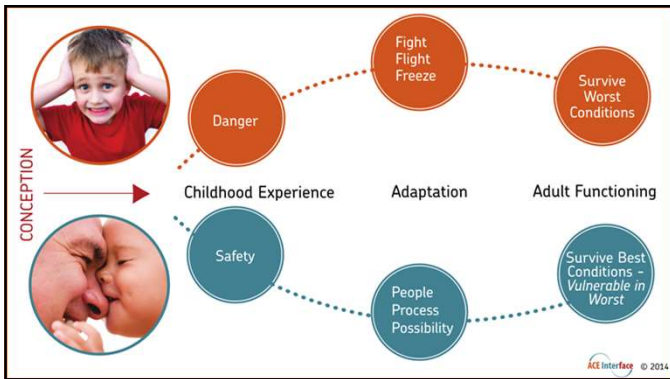 CONCEPTION
Danger
Fight
Flight
Freeze
Survive
Worst
Conditions
Childhood Experience
Adaptation
Adult Functioning
Safety
People
Process
Possibility
Survive Best
Conditions -
Vulnerable in
Worst
ACE Interface © 2014